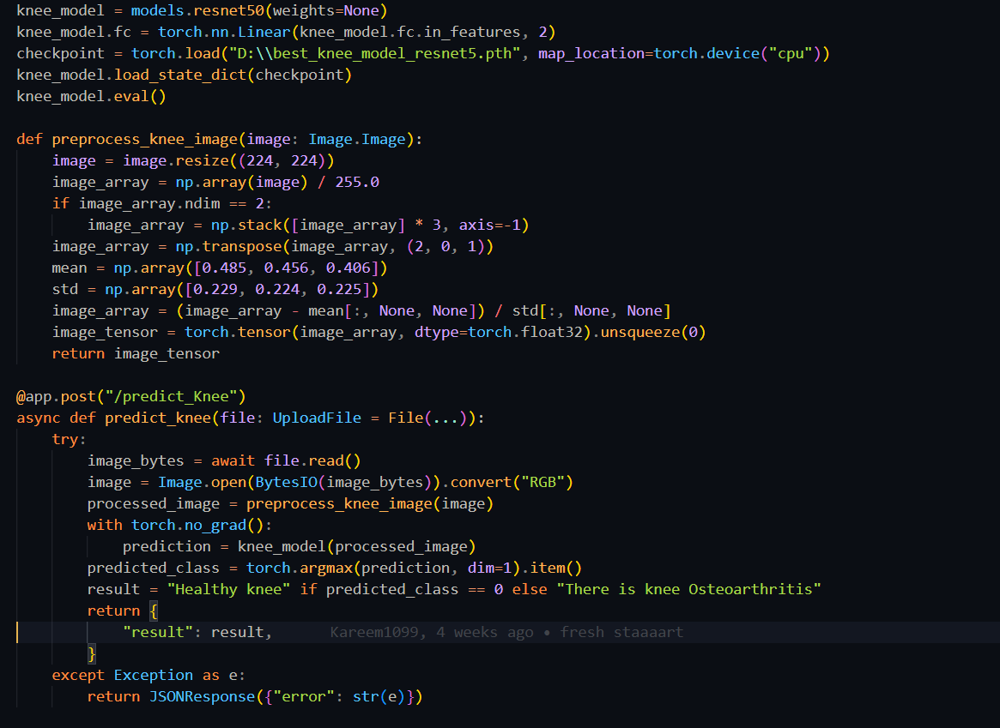 knee_model = models.resnet50(weights=None)
knee_model.fc = torch.nn.Linear(knee_model.fc.in_features, 2)
checkpoint = torch.load("D:\\best_knee_model_resnet5.pth", map_location=torch.device("cpu"))
knee_model.load_state_dict(checkpoint)
knee_model.eval()

def preprocess_knee_image(image: Image.Image):
    image = image.resize((224, 224))
    image_array = np.array(image) / 255.0
    if image_array.ndim == 2:
        image_array = np.stack([image_array] * 3, axis=-1)
    image_array = np.transpose(image_array, (2, 0, 1))
    mean = np.array([0.485, 0.456, 0.406])
    std = np.array([0.229, 0.224, 0.225])
    image_array = (image_array - mean[:, None, None]) / std[:, None, None]
    image_tensor = torch.tensor(image_array, dtype=torch.float32).unsqueeze(0)
    return image_tensor

@app.post("/predict_Knee")
async def predict_knee(file: UploadFile = File(...)):
    try:
        image_bytes = await file.read()
        image = Image.open(BytesIO(image_bytes)).convert("RGB")
        processed_image = preprocess_knee_image(image)
        with torch.no_grad():
            prediction = knee_model(processed_image)
        predicted_class = torch.argmax(prediction, dim=1).item()
        result = "Healthy knee" if predicted_class == 0 else "There is knee Osteoarthritis"
        return {
            "result": result,       Kareem1099, 4 weeks ago • fresh staaaart
        }
    except Exception as e:
        return JSONResponse({"error": str(e)})